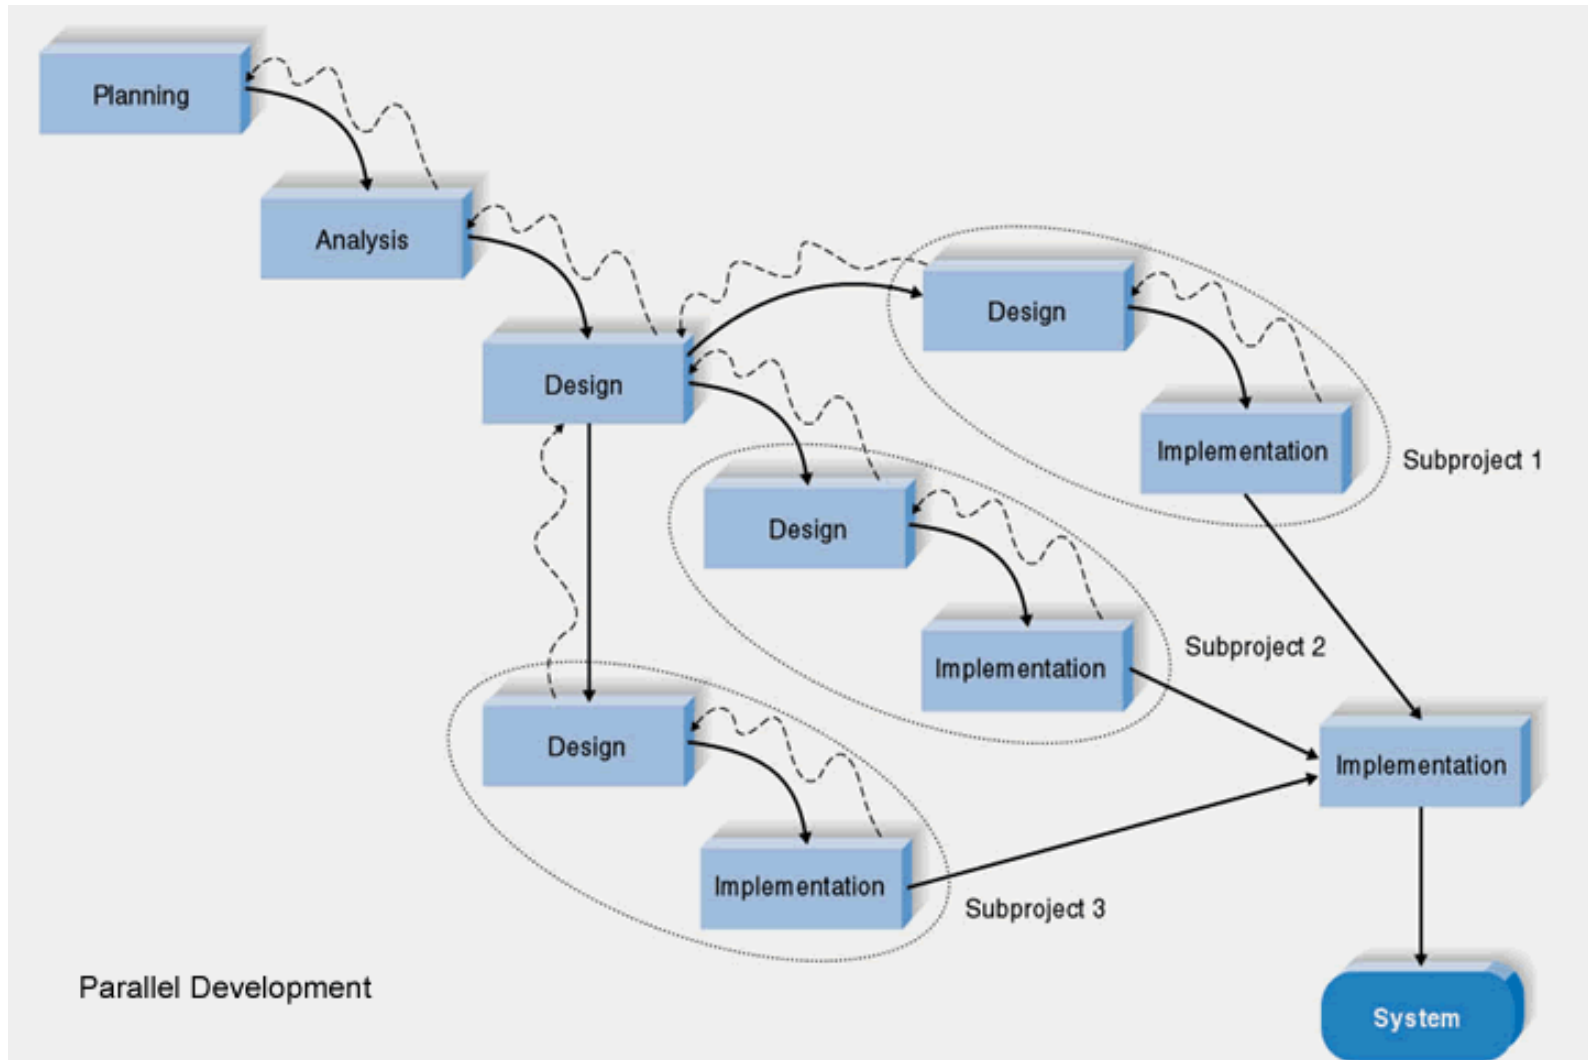 Planning
Analysis
Design
Design
Implementation
Subproject 1
Design
Implementation
Subproject 2
Design
Implementation
Subproject 3
Implementation
System
Parallel Development